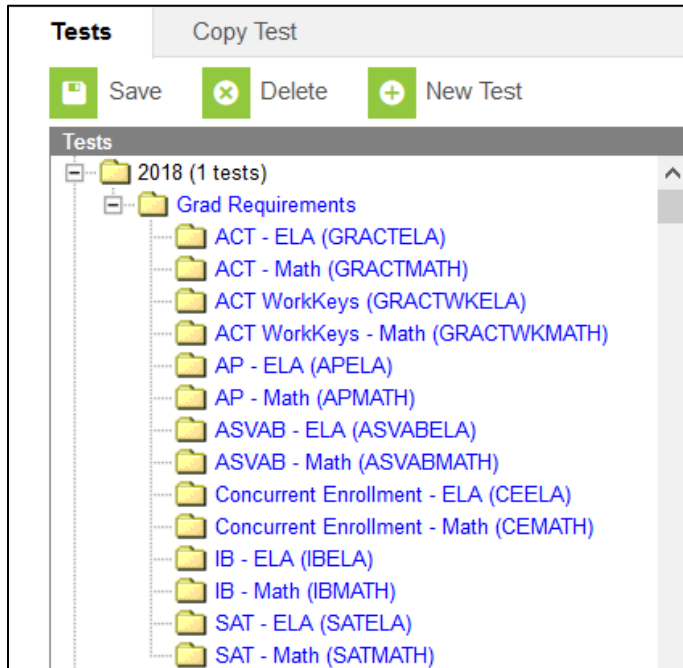 Tests Copy Test
Save Delete New Test
Tests
2018 (1 tests)
Grad Requirements
ACT - ELA (GRACTELA)
ACT - Math (GRACTMATH)
ACT WorkKeys (GRACTWKELA)
ACT WorkKeys - Math (GRACTWKMATH)
AP - ELA (APELA)
AP - Math (APMATH)
ASVAB - ELA (ASVABELA)
ASVAB - Math (ASVABMATH)
Concurrent Enrollment - ELA (CEELA)
Concurrent Enrollment - Math (CEMATH)
IB - ELA (IBELA)
IB - Math (IBMATH)
SAT - ELA (SATELA)
SAT - Math (SATMATH)